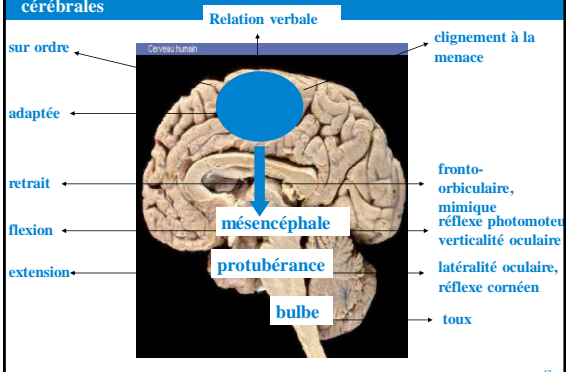 cérébrales
Relation verbale
sur ordre
Cerveau humain
clignement à la
menace
adaptée
retrait
fronto-
orbiculaire,
mimique
flexion
mésencéphale
réflexe photomoteu
verticalité oculaire
extension
protubérance
latéralité oculaire,
réflexe cornéen
bulbe
toux